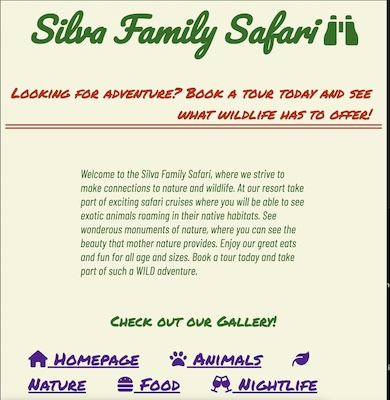 Silva Family Safari
Looking for adventure? Book a tour today and see
what wildlife has to offer!
Welcome to the Silva Family Safari, where we strive to
make connections to nature and wildlife. At our resort take
part of exciting safari cruises where you will be able to see
exotic animals roaming in their native habitats. See
wonderous monuments of nature, where you can see the
beauty that mother nature provides. Enjoy our great eats
and fun for all age and sizes. Book a tour today and take
part of such a WILD adventure.
Check out our Gallery!
Homepage Animals
Nature Food Nightlife